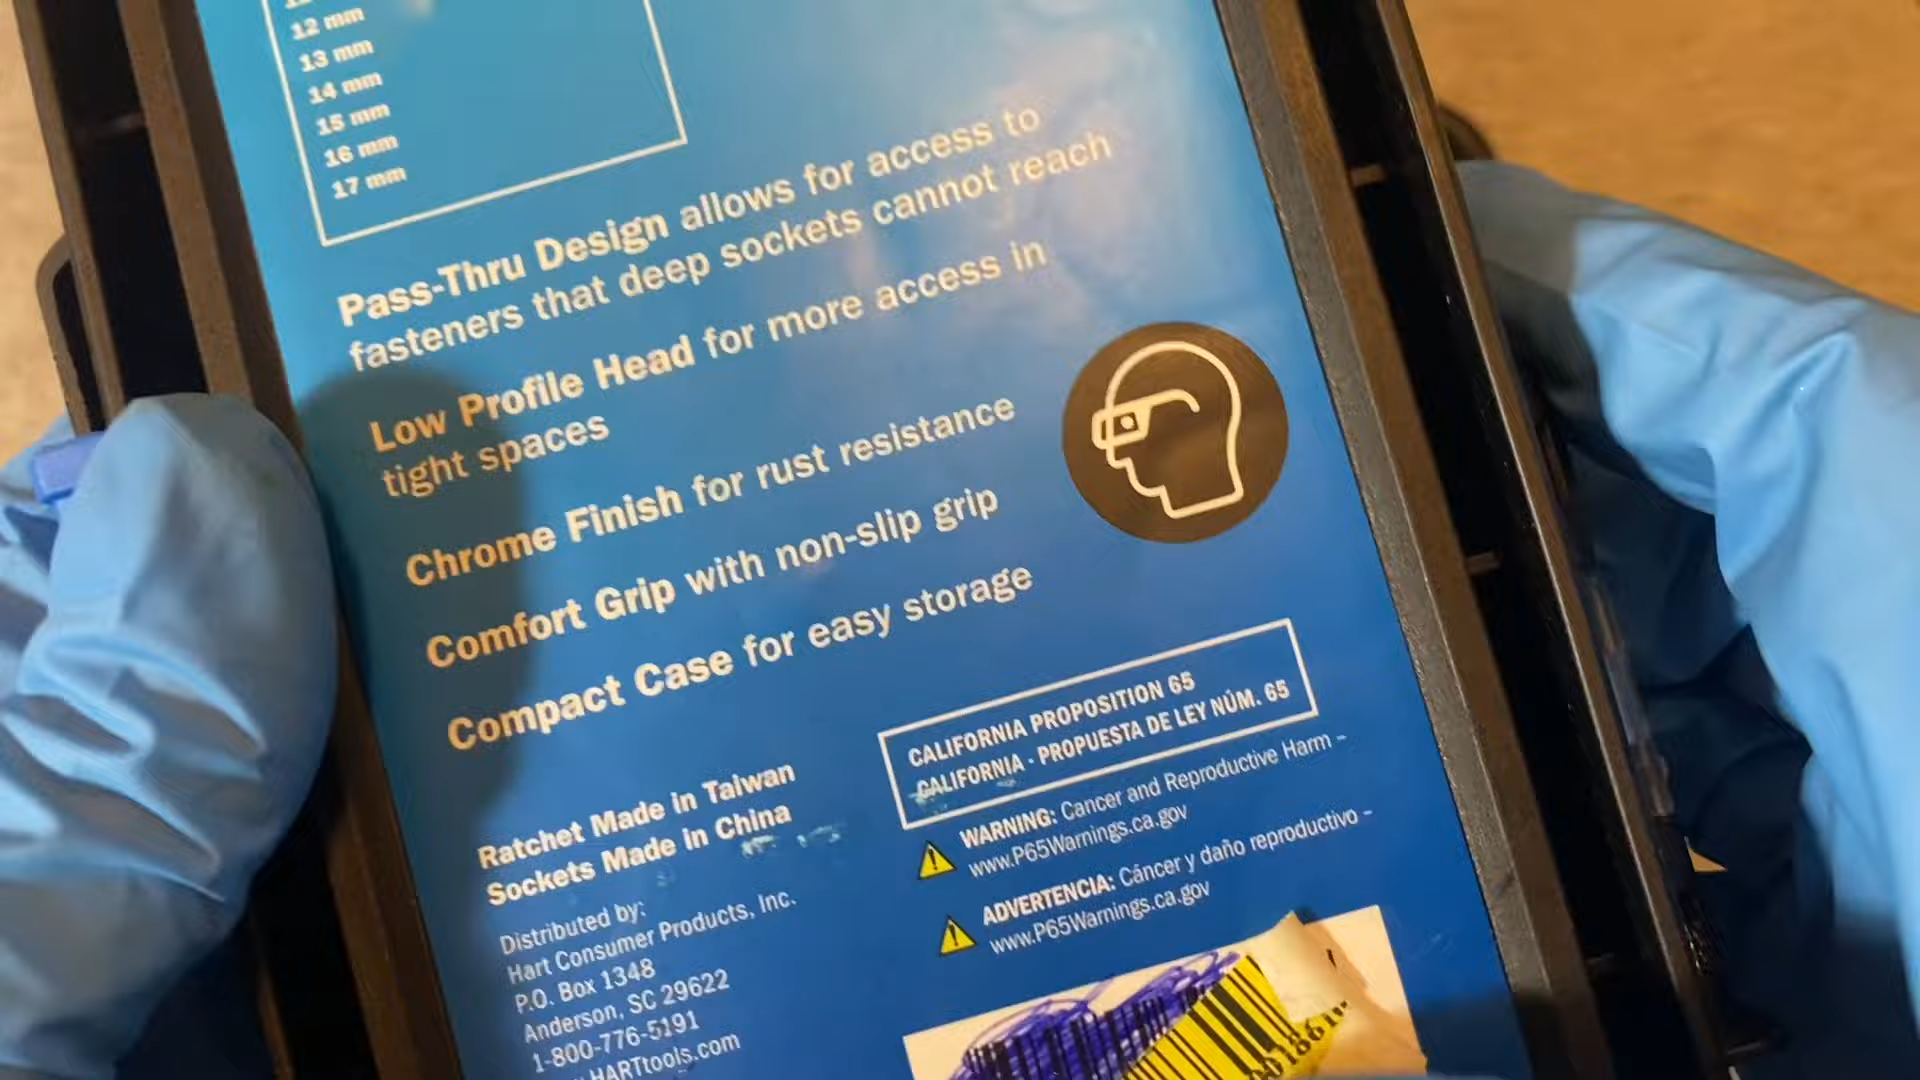 12 mm
13 mm
14 mm
15 mm
16 mm
17 mm
Pass-Thru Design allows for access to
fasteners that deep sockets cannot reach
Low Profile Head for more access in
tight spaces
Chrome Finish for rust resistance
Comfort Grip with non-slip grip
Compact Case for easy storage
Ratchet Made in Taiwan
Sockets Made in China
Distributed by:
Hart Consumer Products, Inc.
P.O. Box 1348
Anderson, SC 29622
1-800-776-5191
HARTtools.com
CALIFORNIA PROPOSITION 65
CALIFORNIA - PROPUESTA DE LEY NÚM. 65
WARNING: Cancer and Reproductive Harm –
www.P65Warnings.ca.gov
ADVERTENCIA: Cáncer y daño reproductivo –
www.P65Warnings.ca.gov